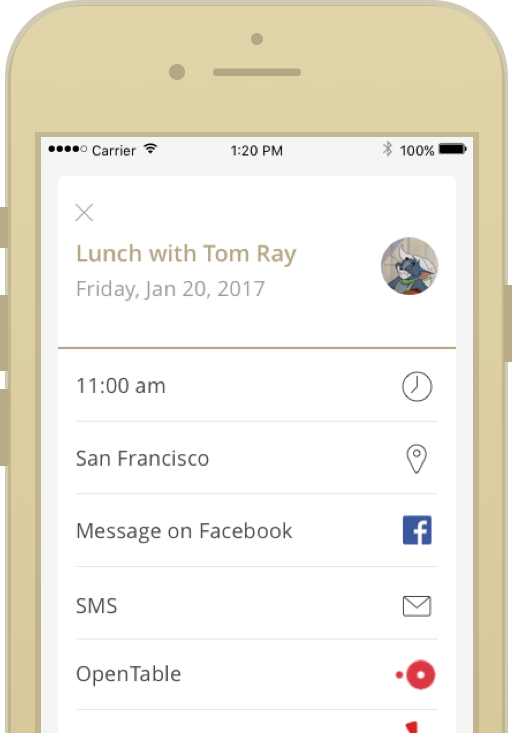 Carrier 1:20 PM 100%
Lunch with Tom Ray
Friday, Jan 20, 2017
11:00 am
San Francisco
Message on Facebook
SMS
OpenTable